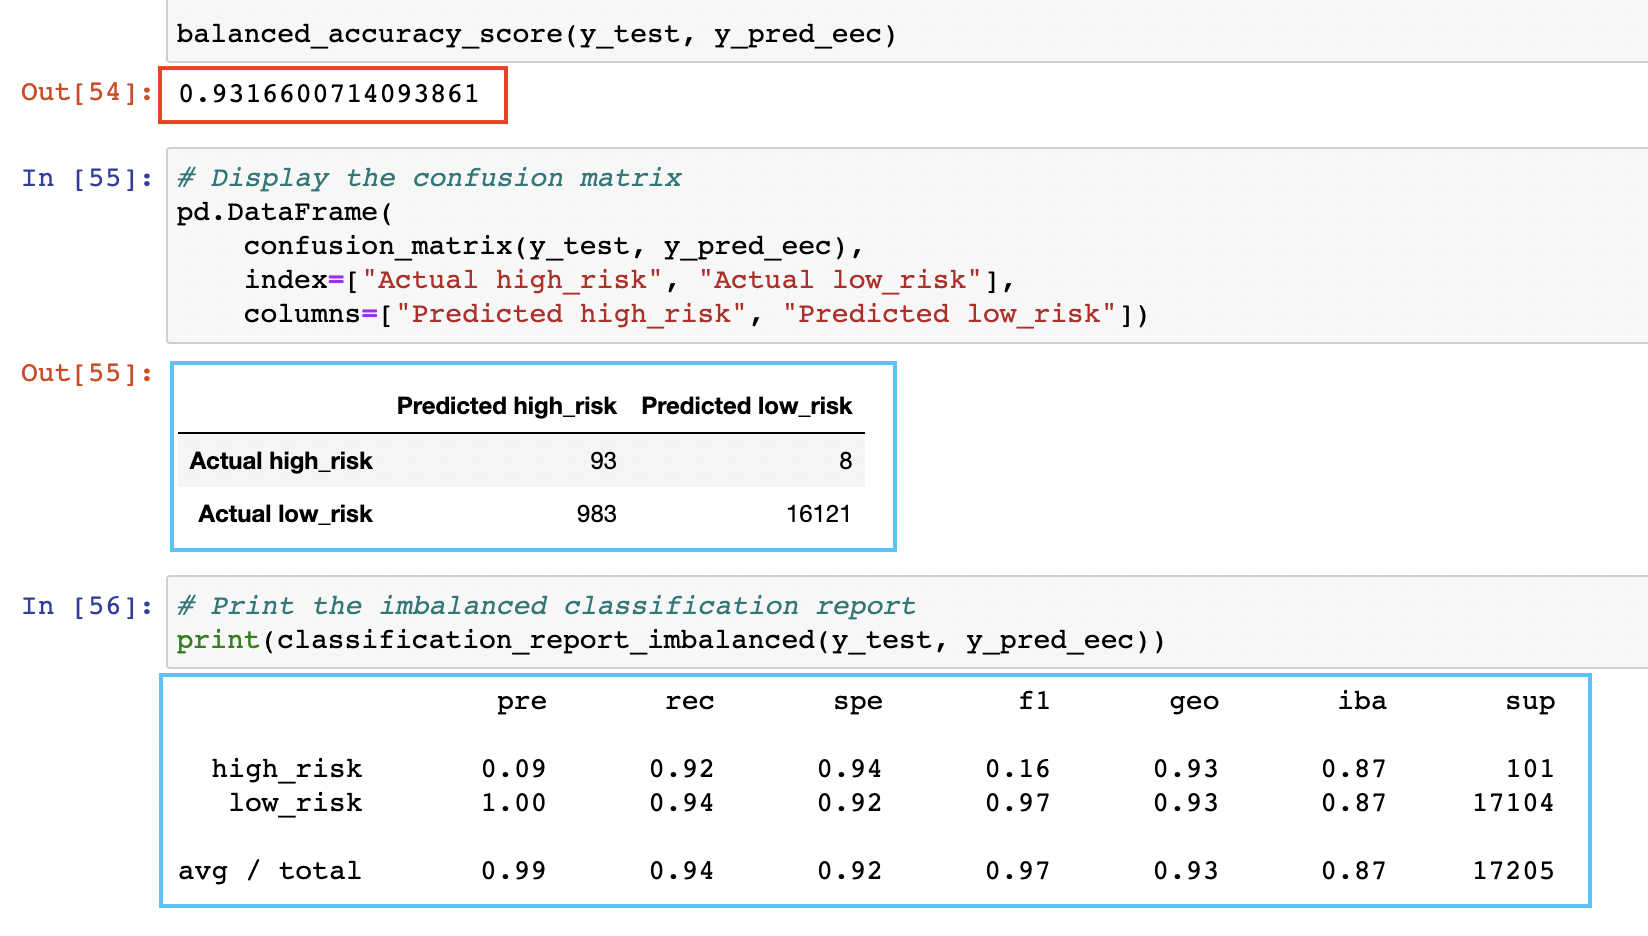 balanced_accuracy_score(y_test, y_pred_eec)
Out[54]: 0.9316600714093861
In [55]: # Display the confusion matrix
pd.DataFrame(
    confusion_matrix(y_test, y_pred_eec),
    index=["Actual high_risk", "Actual low_risk"],
    columns=["Predicted high_risk", "Predicted low_risk"])
Out[55]:
Predicted high_risk Predicted low_risk
Actual high_risk 93 8
Actual low_risk 983 16121
In [56]: # Print the imbalanced classification report
print(classification_report_imbalanced(y_test, y_pred_eec))
pre rec spe f1 geo iba sup
high_risk 0.09 0.92 0.94 0.16 0.93 0.87 101
low_risk 1.00 0.94 0.92 0.97 0.93 0.87 17104
avg / total 0.99 0.94 0.92 0.97 0.93 0.87 17205